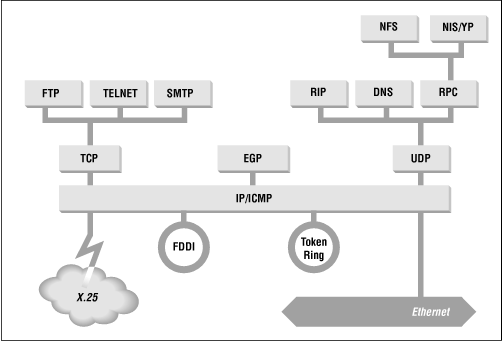 NFS NIS/YP
FTP TELNET SMTP RIP DNS RPC
TCP EGP UDP
IP/ICMP
FDDI Token
Ring
X.25
Ethernet